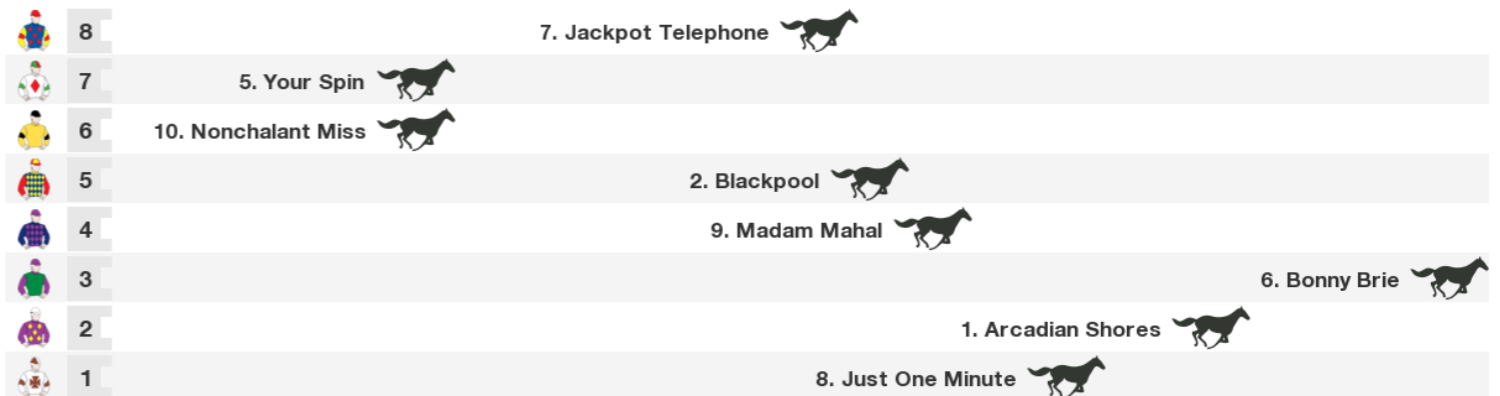 8 7. Jackpot Telephone
7 5. Your Spin
6 10. Nonchalant Miss
5 2. Blackpool
4 9. Madam Mahal
3 6. Bonny Brie
2 1. Arcadian Shores
1 8. Just One Minute